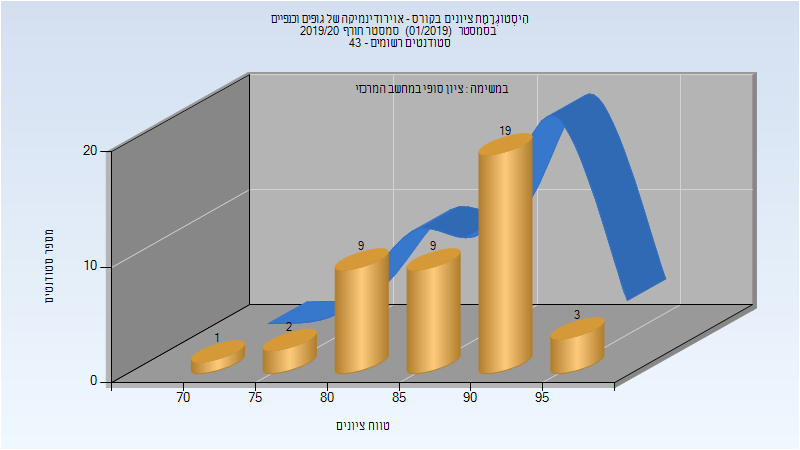 היסטוגרמת ציונים בקורס - אוירודינמיקה של גופים וכנפיים
בסמסטר (01/2019) סמסטר חורף 2019/20
סטודנטים רשומים - 43
במשימה : ציון סופי במחשב המרכזי
20
10
0
מספר סטודנטים
1
2
9
9
19
3
70
75
80
85
90
95
טווח ציונים